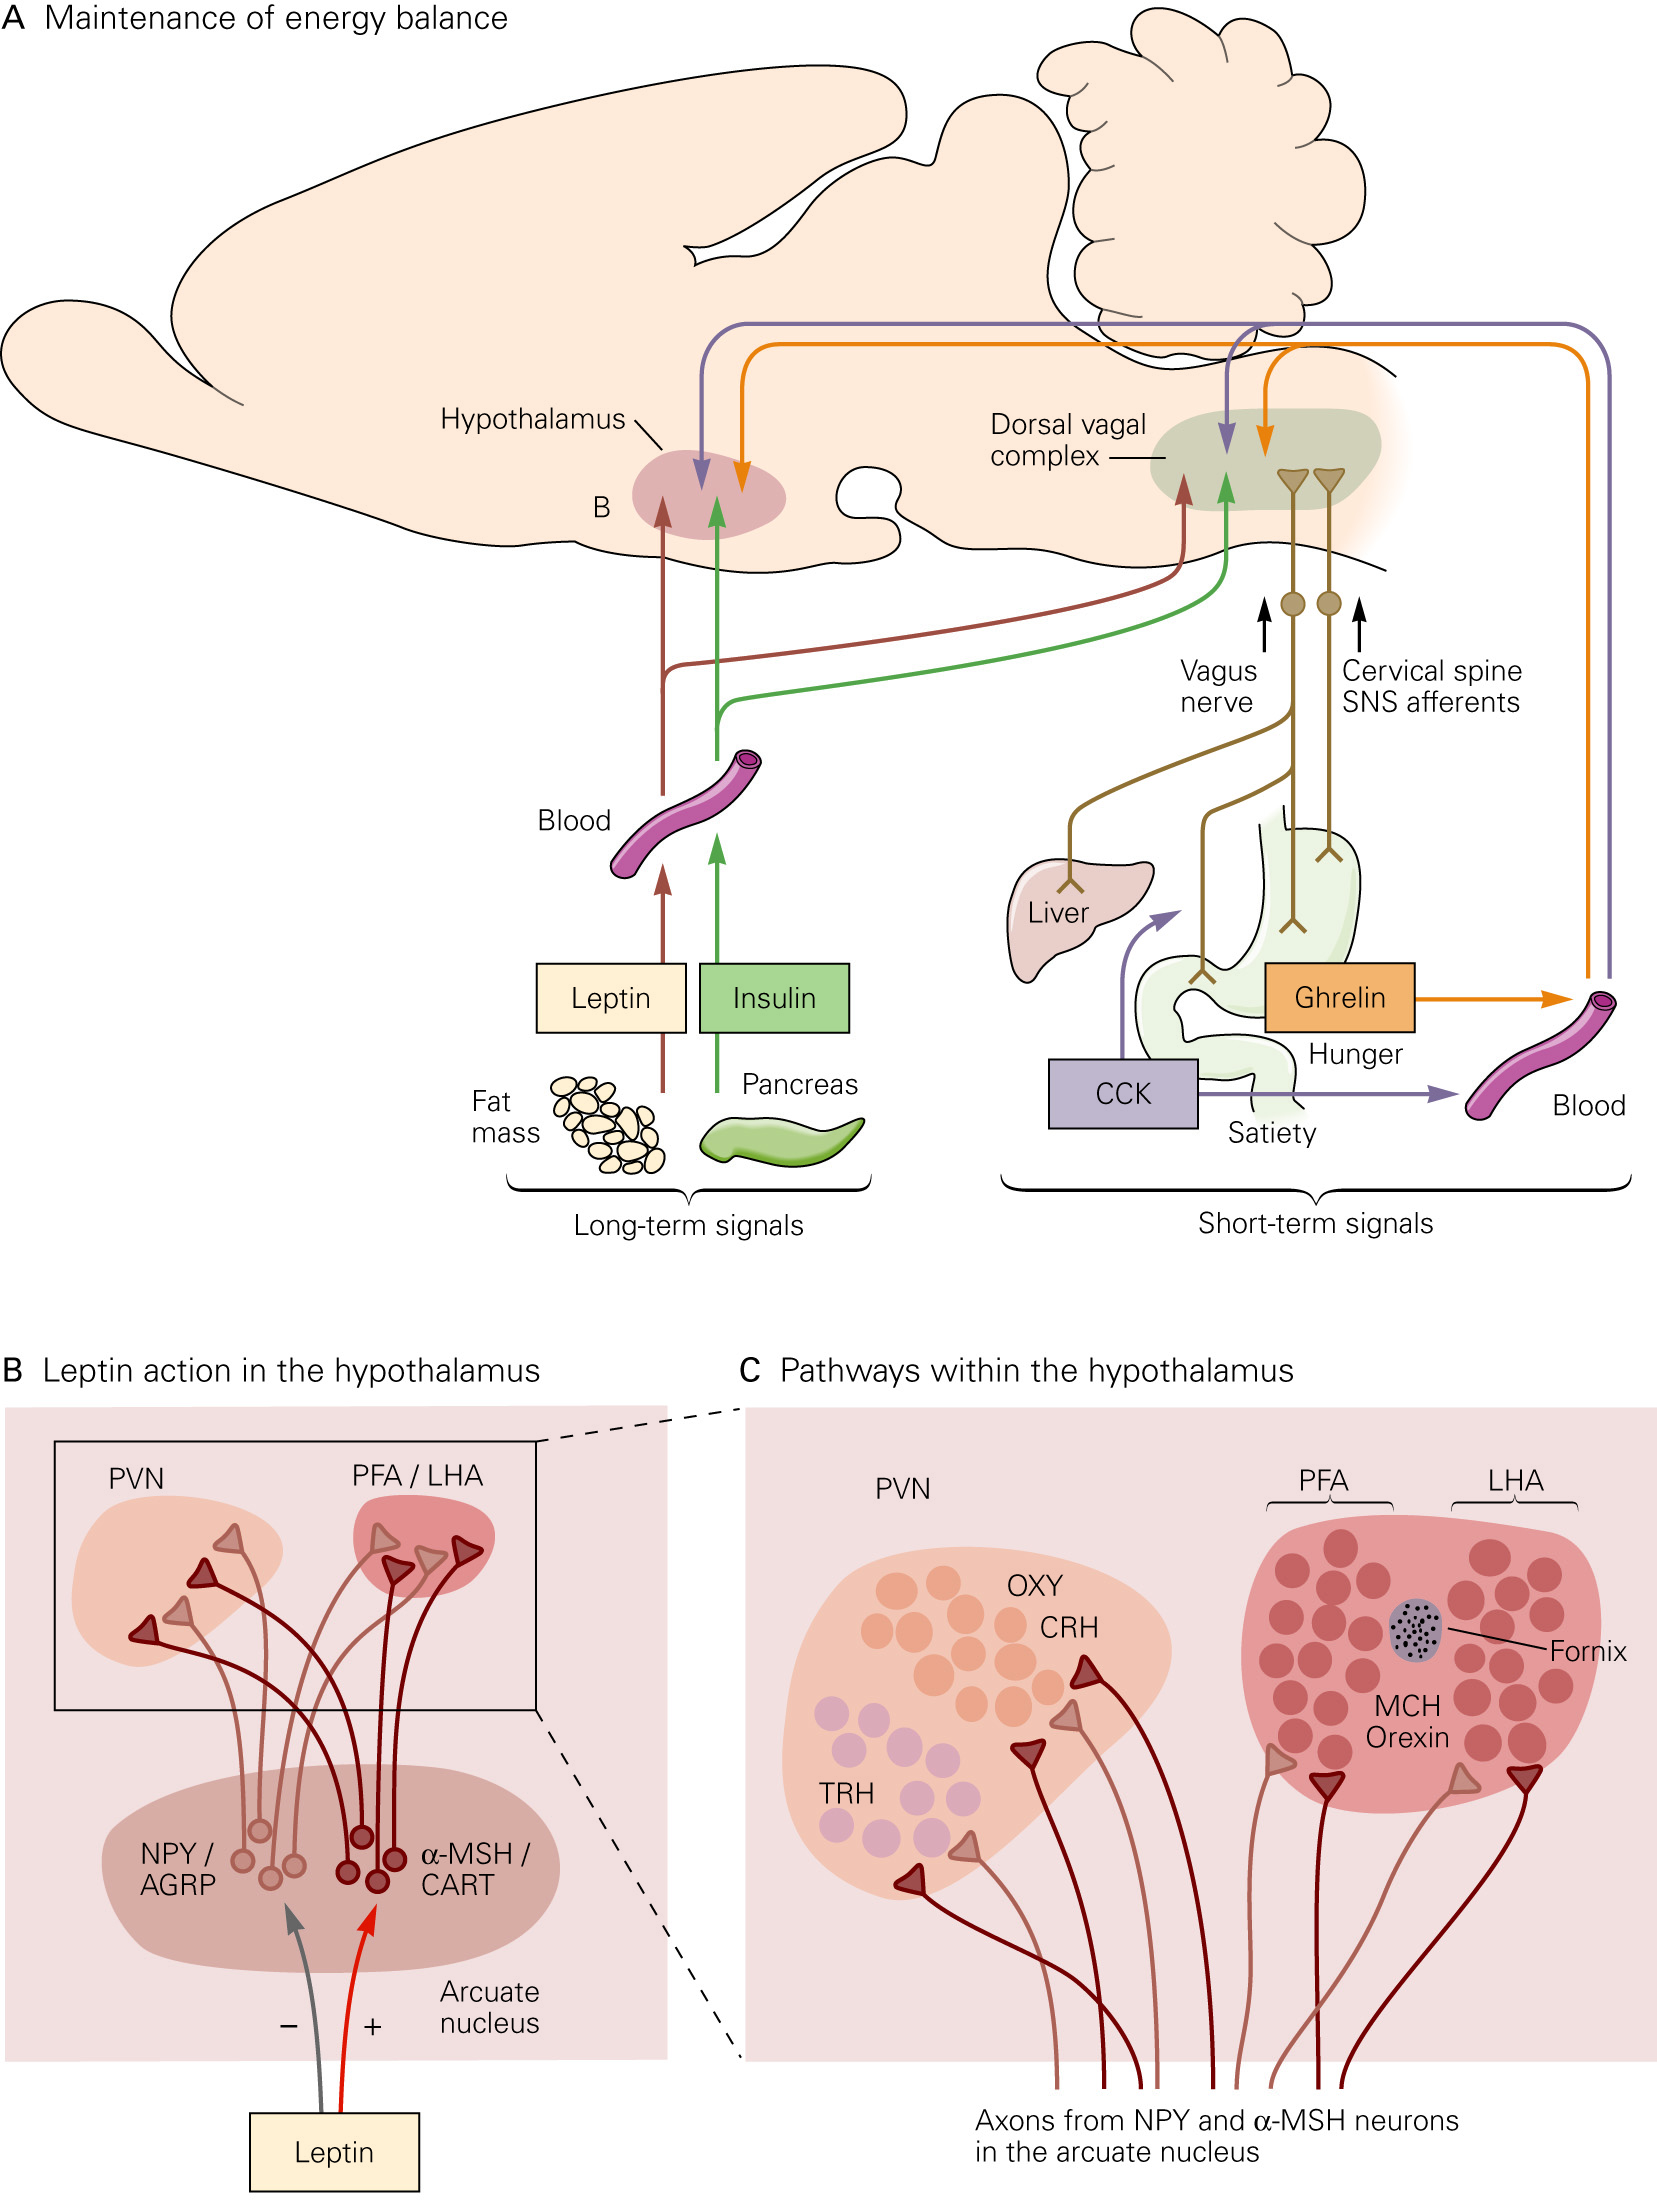 A Maintenance of energy balance
Hypothalamus
B
Dorsal vagal
complex
Vagus
nerve
Cervical spine
SNS afferents
Blood
Liver
Leptin
Insulin
Ghrelin
Hunger
CCK
Satiety
Blood
Fat
mass
Pancreas
Long-term signals
Short-term signals
B Leptin action in the hypothalamus
PVN
PFA / LHA
NPY /
AGRP
α-MSH /
CART
Arcuate
nucleus
–
+
Leptin
C Pathways within the hypothalamus
PVN
PFA
LHA
OXY
CRH
Fornix
MCH
Orexin
TRH
Axons from NPY and α-MSH neurons
in the arcuate nucleus